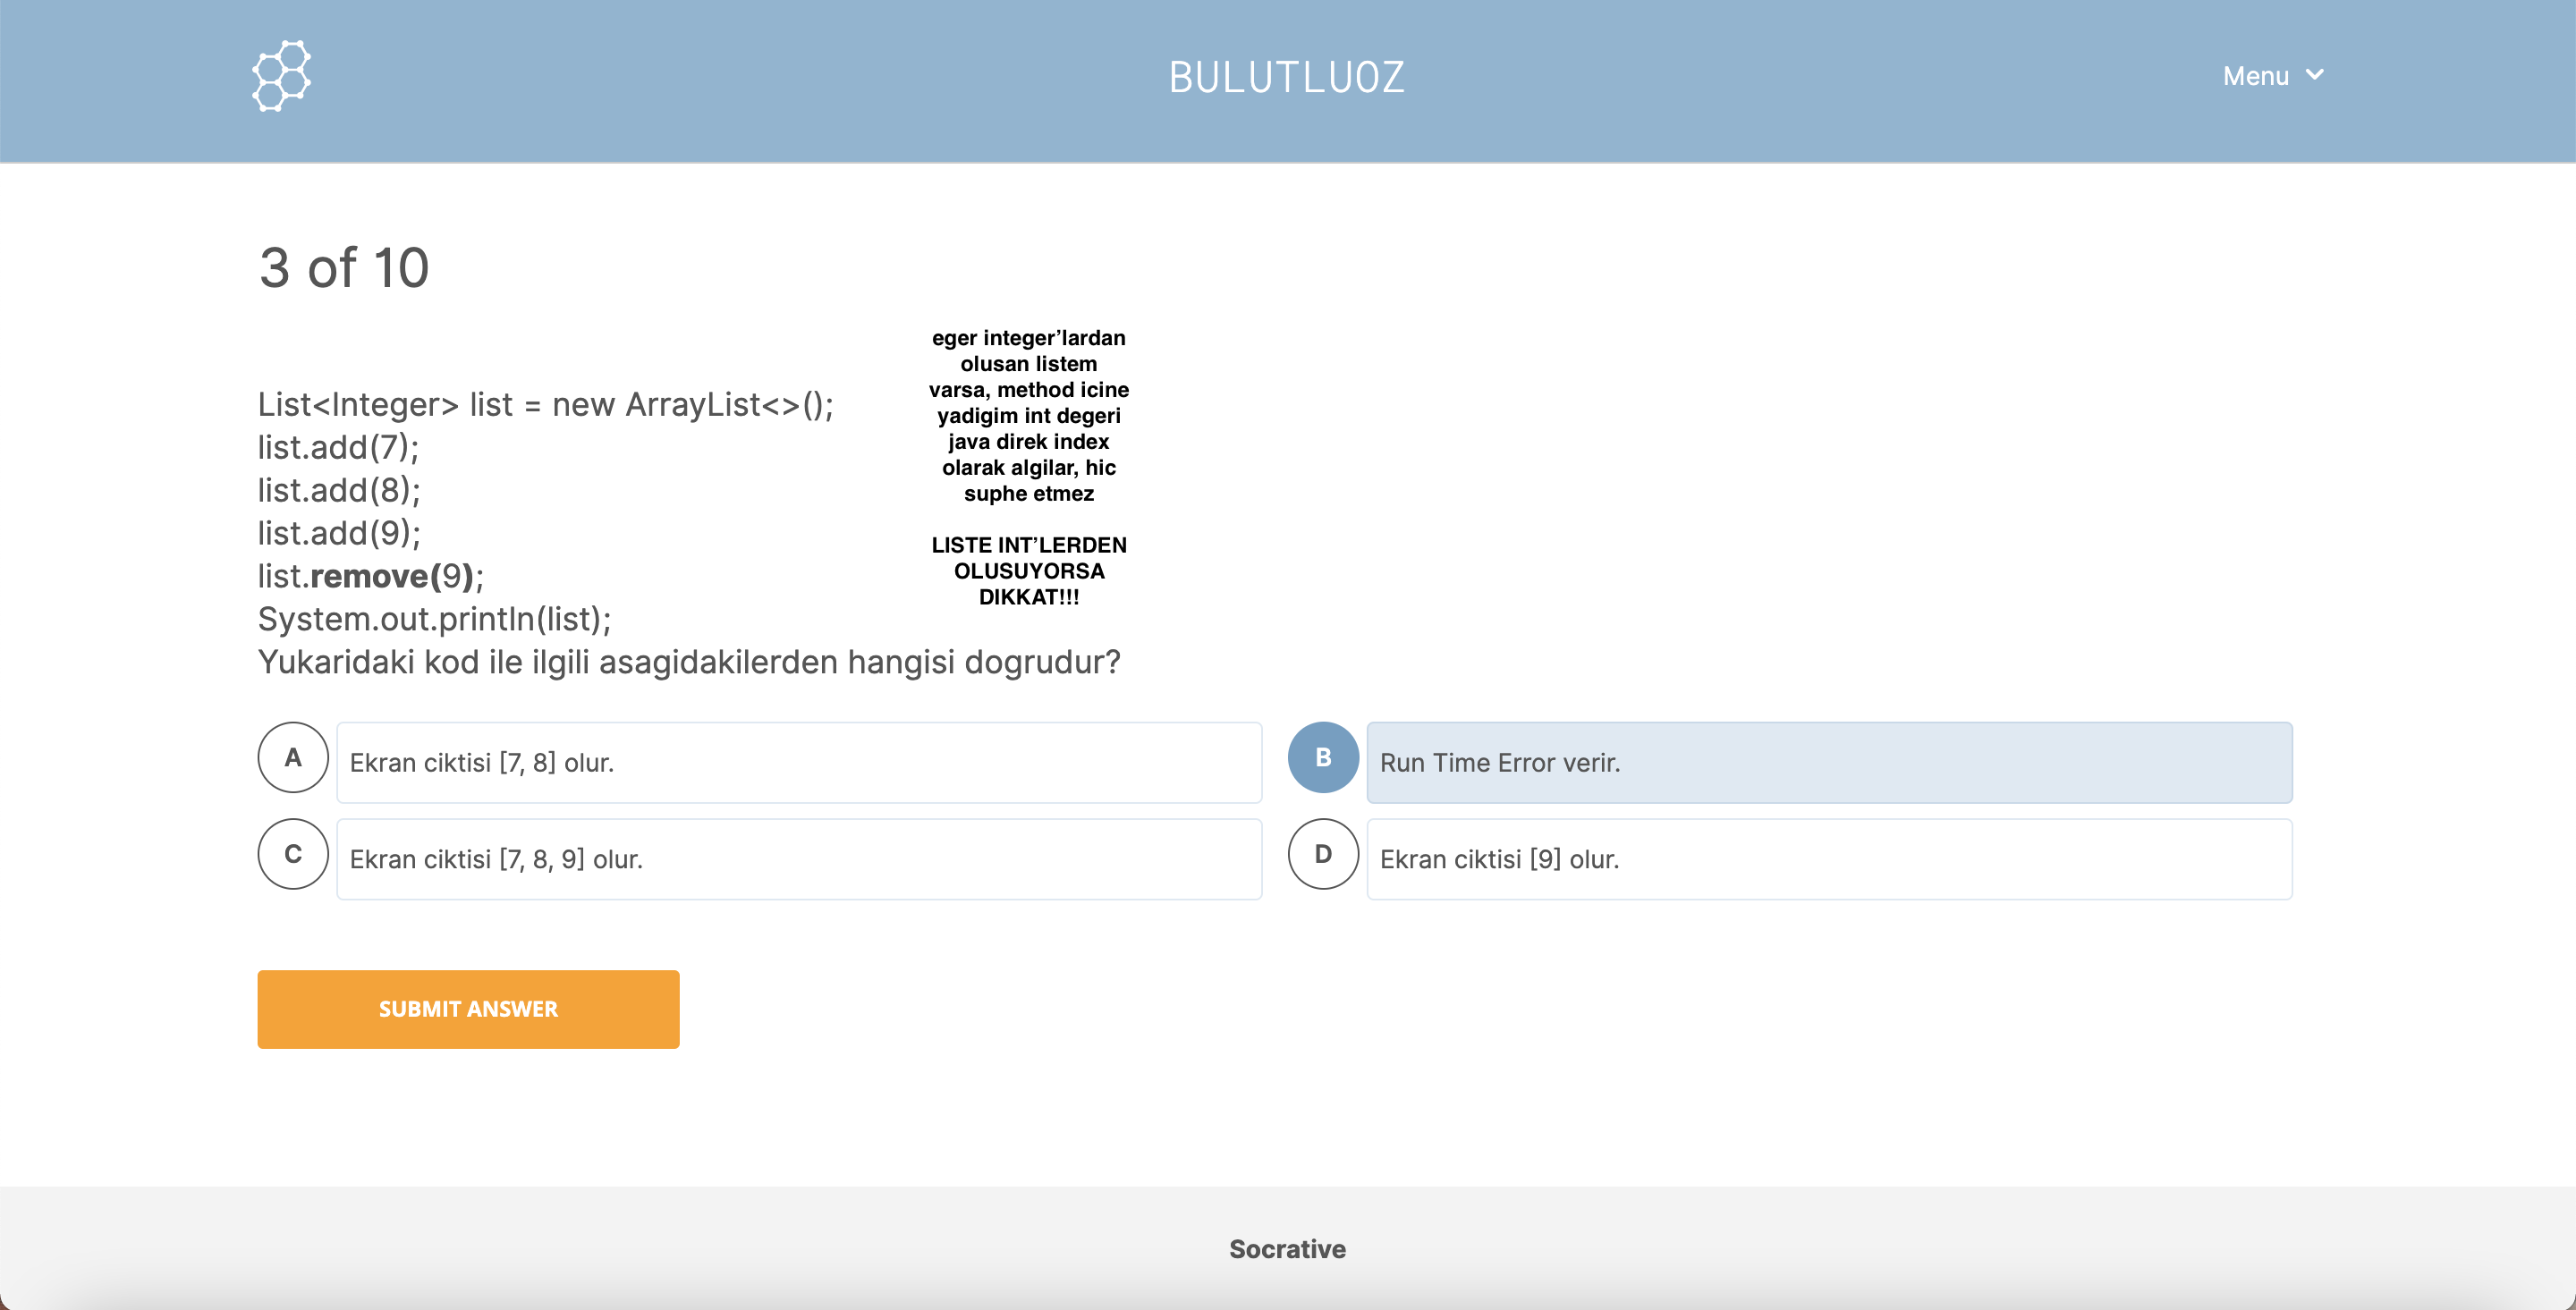 BULUTLUOZ
Menu
3 of 10
eger integer’lardan
olusan listem
varsa, method icine
yadigim int degeri
java direk index
olarak algilar, hic
suphe etmez
LISTE INT’LERDEN
OLUSUYORSA
DIKKAT!!!
List<Integer> list = new ArrayList<>();
list.add(7);
list.add(8);
list.add(9);
list.remove(9);
System.out.println(list);
Yukaridaki kod ile ilgili asagidakilerden hangisi dogrudur?
A Ekran ciktisi [7, 8] olur.
B Run Time Error verir.
C Ekran ciktisi [7, 8, 9] olur.
D Ekran ciktisi [9] olur.
SUBMIT ANSWER
Socrative